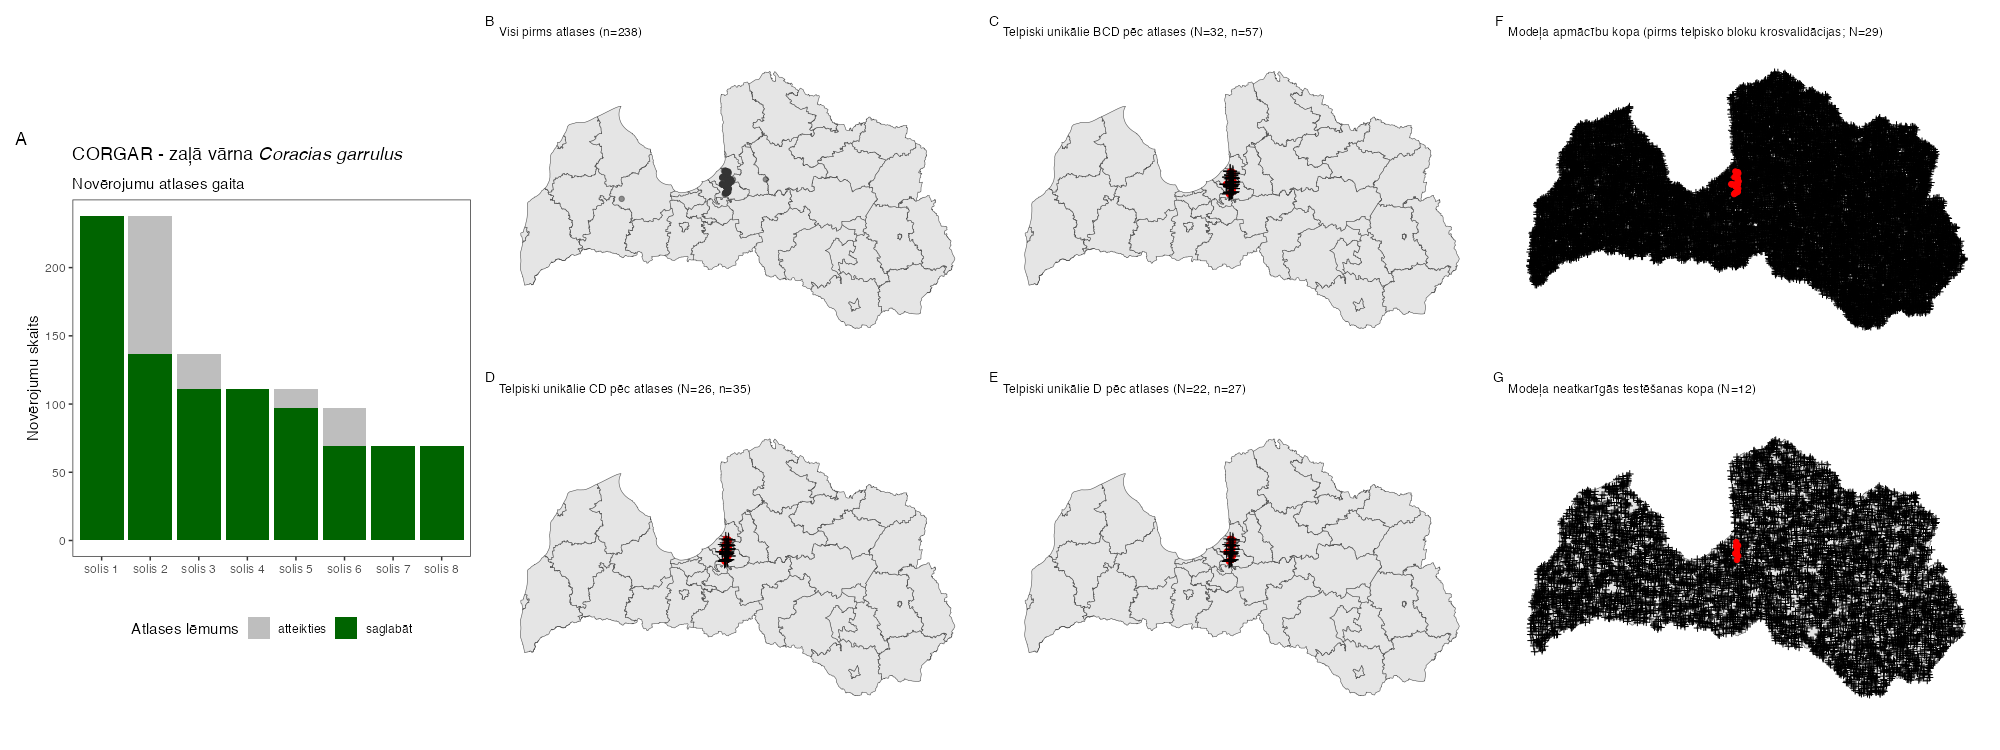 A
CORGAR - zaļā vārna Coracias garrulus
Novērojumu atlases gaita
Novērojumu skaits
200
150
100
50
0
solis 1 solis 2 solis 3 solis 4 solis 5 solis 6 solis 7 solis 8
Atlases lēmums atteikties saglabāt
B
Visi pirms atlases (n=238)
C
Telpiski unikālie BCD pēc atlases (N=32, n=57)
D
Telpiski unikālie CD pēc atlases (N=26, n=35)
E
Telpiski unikālie D pēc atlases (N=22, n=27)
F
Modeļa apmācību kopa (pirms telpisko bloku krosvalidācijas; N=29)
G
Modeļa neatkarīgās testēšanas kopa (N=12)